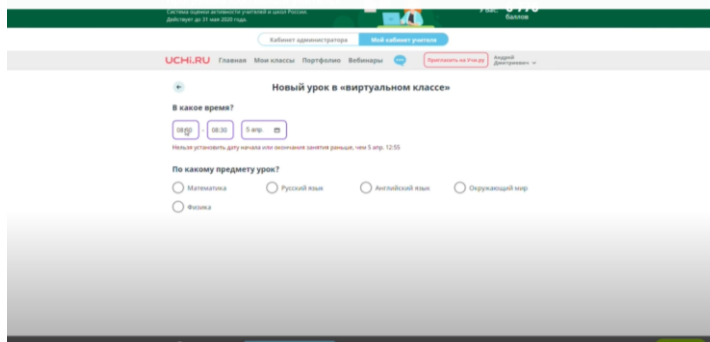 Система оценки активности учителей и школ России
Действует до 31 мая 2020 года.
баллов
Кабинет администратора Мой кабинет учителя
UCHi.RU Главная Мои классы Портфолио Вебинары Пригласить на Учи.ру Андрей
Дмитриевич
Новый урок в «виртуальном классе»
В какое время?
08:00 - 08:30 5 апр.
Нельзя установить дату начала или окончания занятия раньше, чем 5 апр. 12:55
По какому предмету урок?
Математика Русский язык Английский язык Окружающий мир
Физика